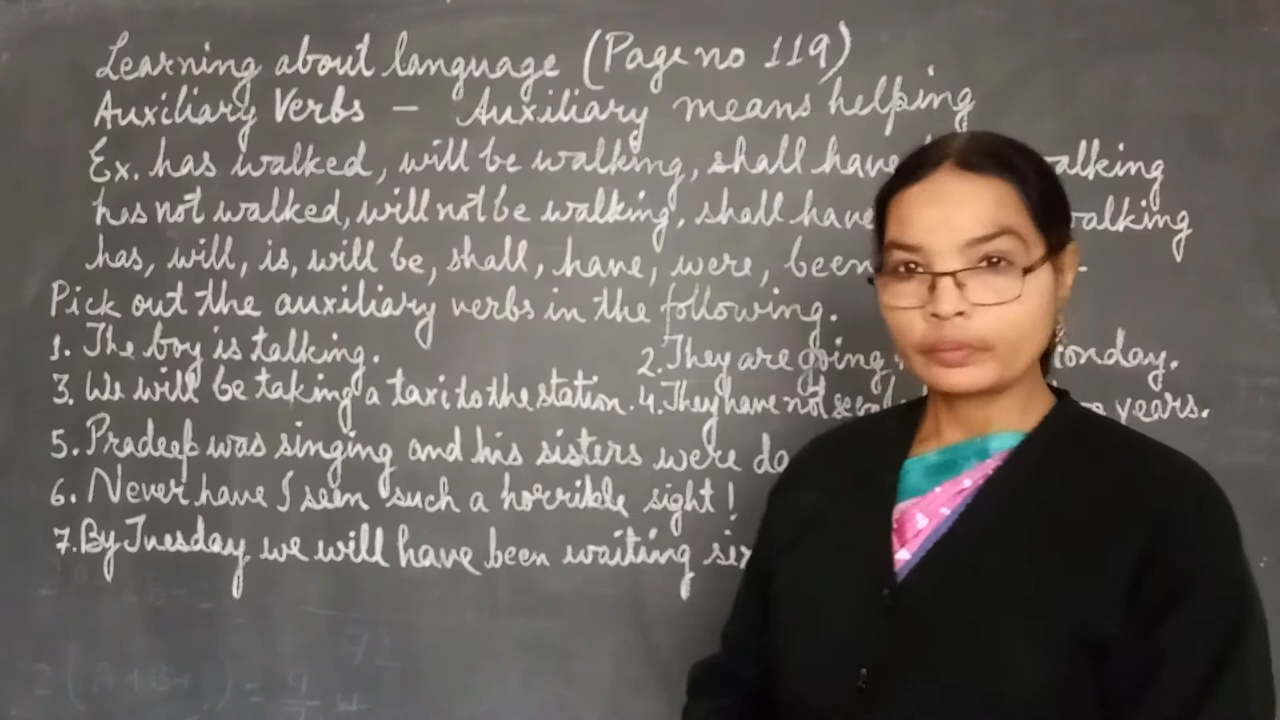 Learning about language (Page no 119)
Auxiliary Verbs - Auxiliary means helping
Ex. has walked, will be walking, shall have walking
has not walked, will not be walking, shall have walking
has, will, is, will be, shall, have, were, been
Pick out the auxiliary verbs in the following.
1. The boy is talking. 2. They are going
3. We will be taking a taxi to the station. 4. They have not years.
5. Pradeep was singing and his sisters were
6. Never have I seen such a horrible sight!
7. By Tuesday we will have been waiting